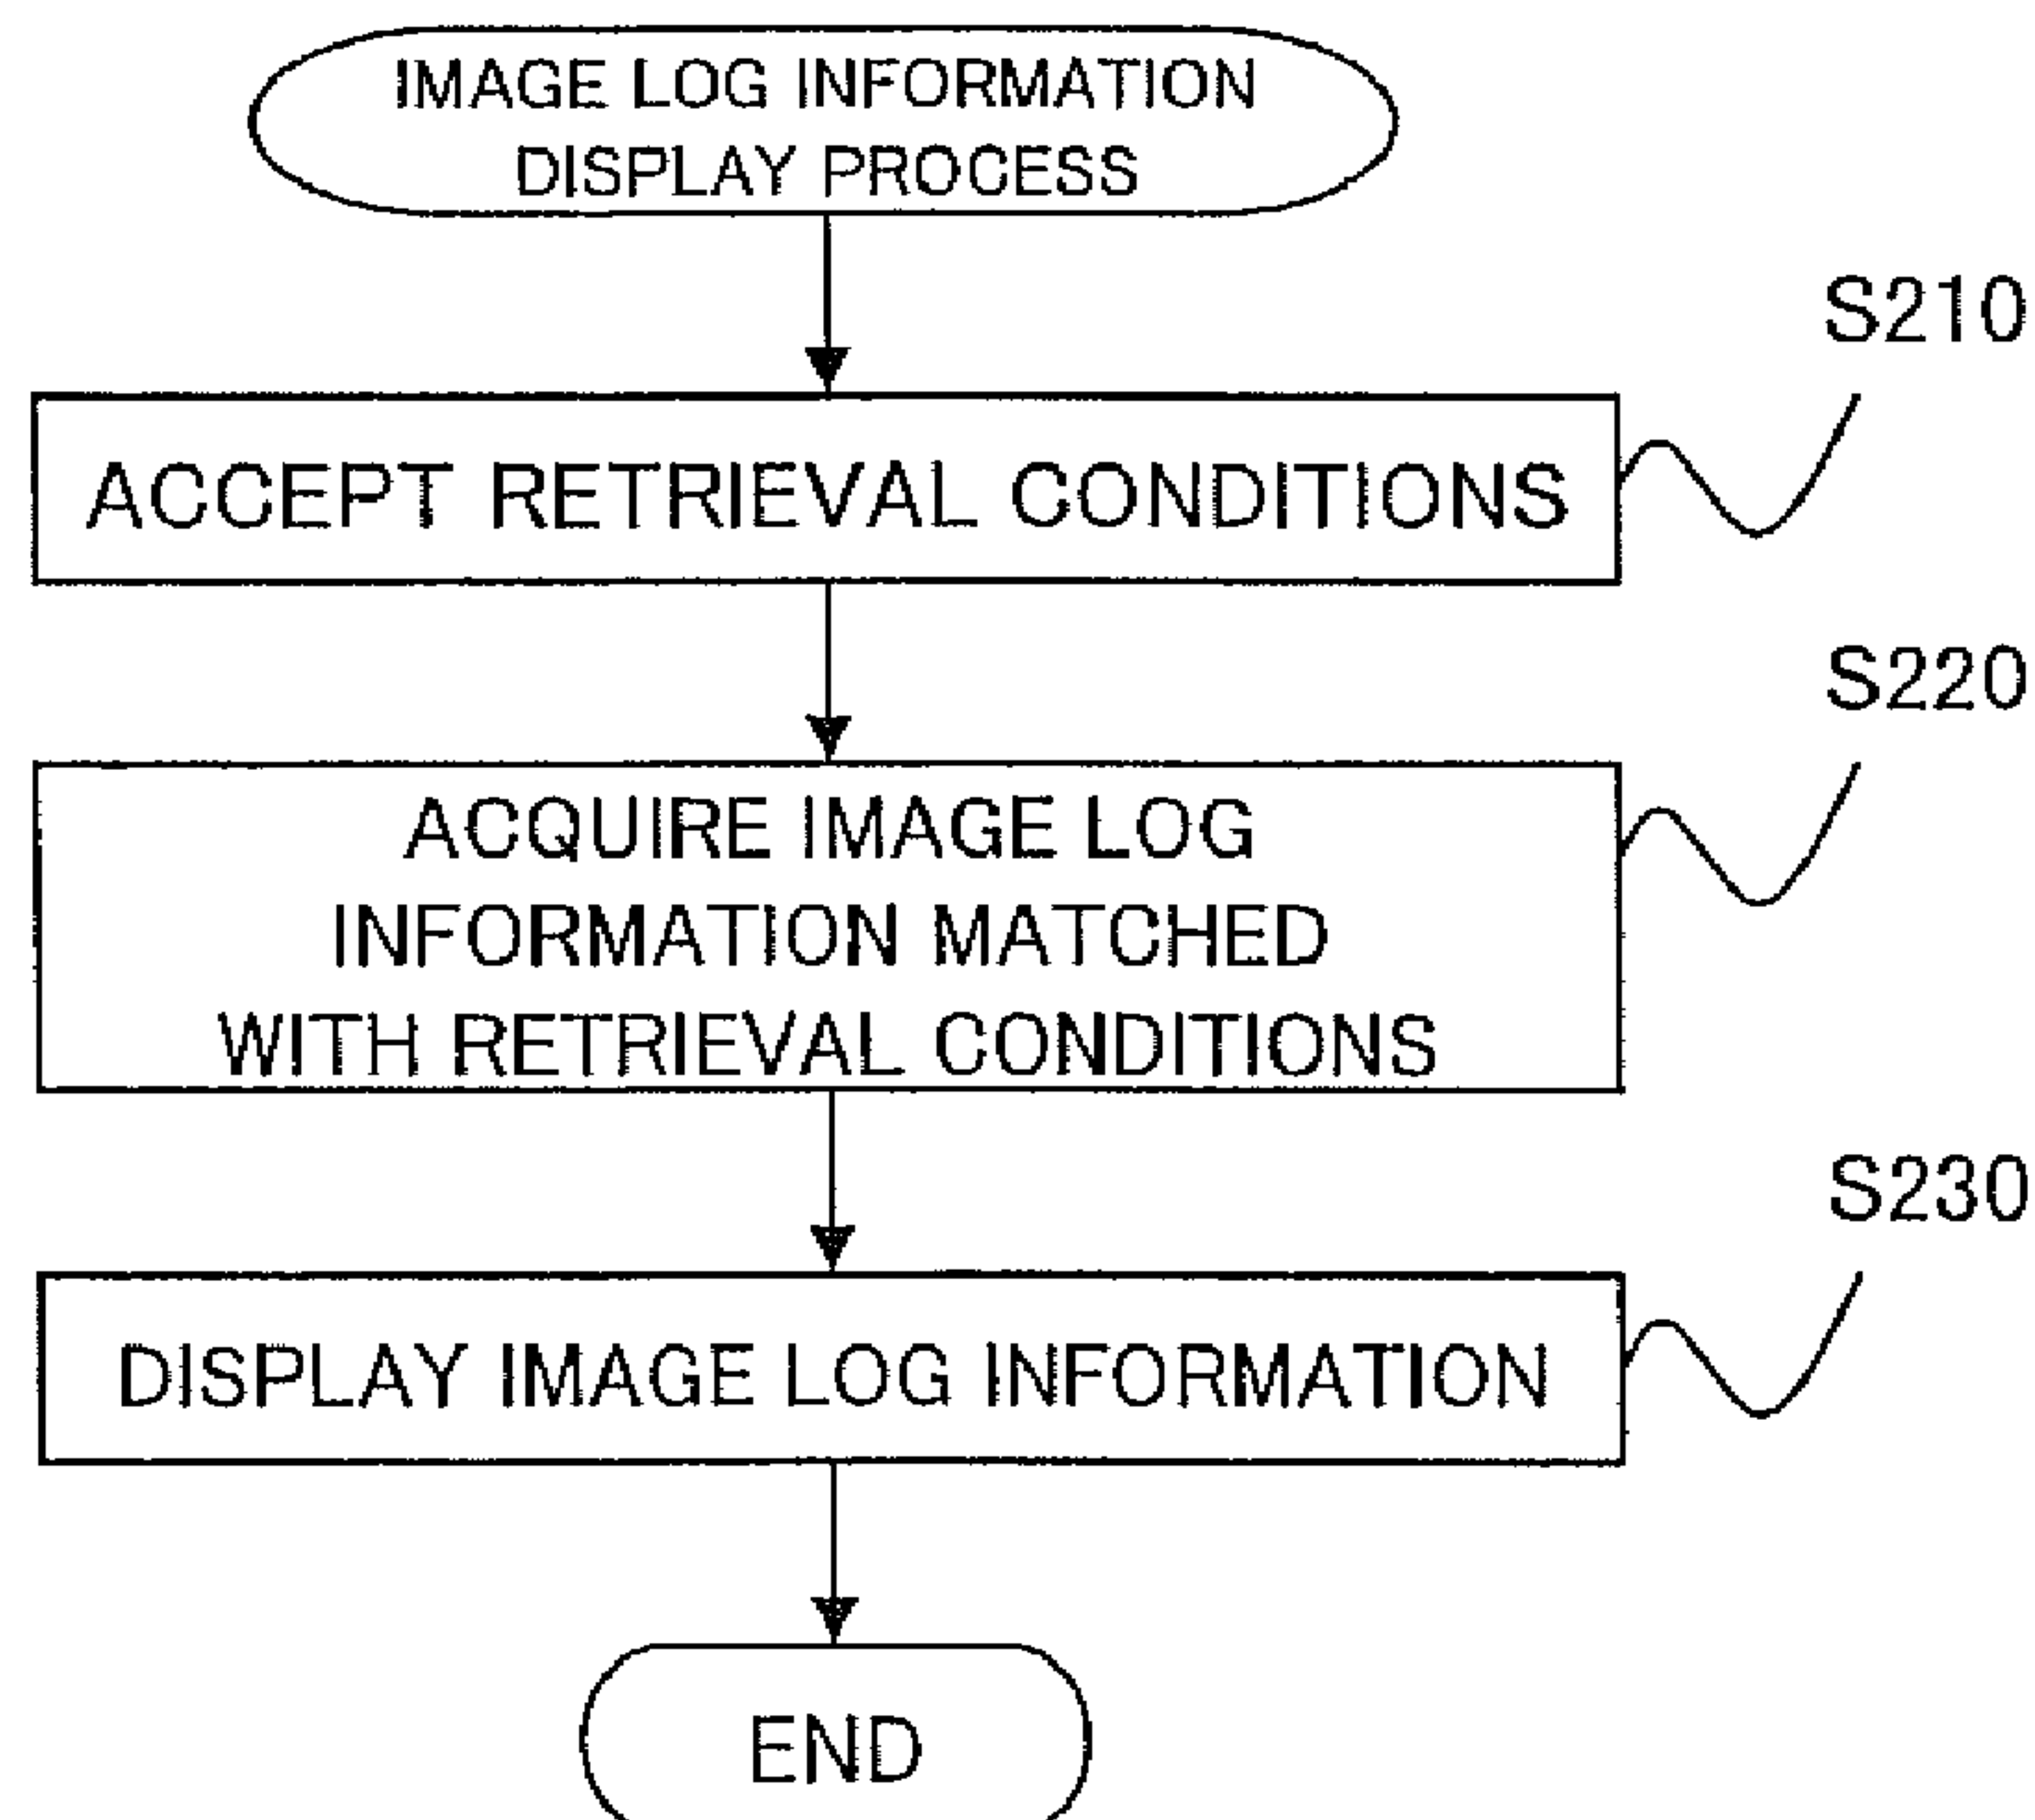 IMAGE LOG INFORMATION
DISPLAY PROCESS
S210
ACCEPT RETRIEVAL CONDITIONS
S220
ACQUIRE IMAGE LOG
INFORMATION MATCHED
WITH RETRIEVAL CONDITIONS
S230
DISPLAY IMAGE LOG INFORMATION
END